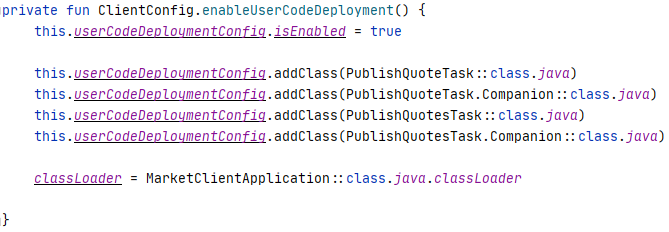 private fun ClientConfig.enableUserCodeDeployment() {
this.userCodeDeploymentConfig.isEnabled = true
this.userCodeDeploymentConfig.addClass(PublishQuoteTask::class.java)
this.userCodeDeploymentConfig.addClass(PublishQuoteTask.Companion::class.java)
this.userCodeDeploymentConfig.addClass(PublishQuotesTask::class.java)
this.userCodeDeploymentConfig.addClass(PublishQuotesTask.Companion::class.java)
classLoader = MarketClientApplication::class.java.classLoader
}